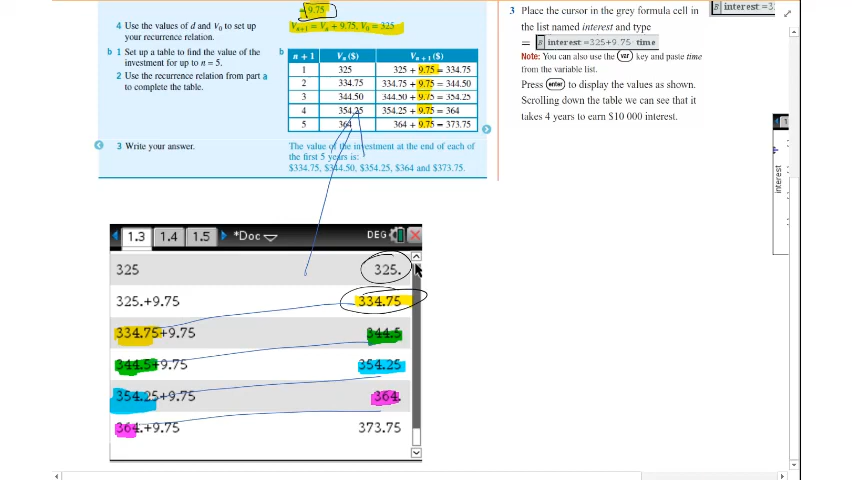 = 9.75
4 Use the values of d and V0 to set up
your recurrence relation.
Vn+1 = Vn + 9.75, V0 = 325
b 1 Set up a table to find the value of the
investment for up to n = 5.
2 Use the recurrence relation from part a
to complete the table.
b
n + 1 Vn ($) Vn+1 ($)
1 325 325 + 9.75 = 334.75
2 334.75 334.75 + 9.75 = 344.50
3 344.50 344.50 + 9.75 = 354.25
4 354.25 354.25 + 9.75 = 364
5 364 364 + 9.75 = 373.75
3 Write your answer.
The value of the investment at the end of each of
the first 5 years is:
$334.75, $344.50, $354.25, $364 and $373.75.
3 Place the cursor in the grey formula cell in
the list named interest and type
= B interest:=325+9.75 time
Note: You can also use the var key and paste time
from the variable list.
Press enter to display the values as shown.
Scrolling down the table we can see that it
takes 4 years to earn $10 000 interest.
B interest:=32
interest
1.3 1.4 1.5 *Doc DEG
325 325.
325.+9.75 334.75
334.75+9.75 344.5
344.5+9.75 354.25
354.25+9.75 364.
364.+9.75 373.75